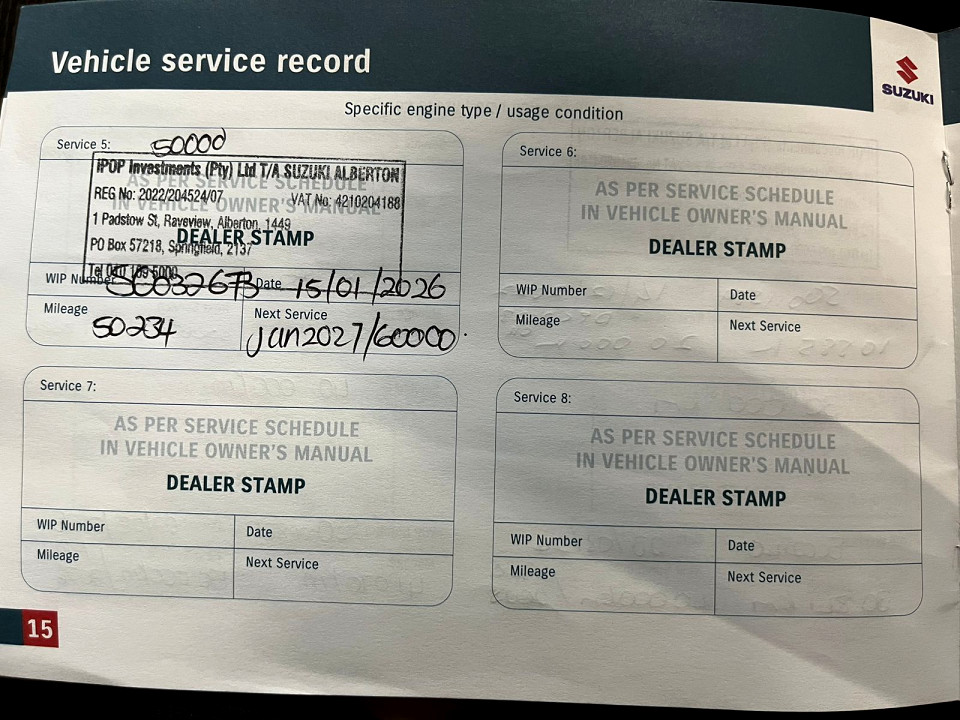 Vehicle service record
SUZUKI
Specific engine type / usage condition
Service 5: 50000
iPOP Investments (Pty) Ltd T/A SUZUKI ALBERTON
AS PER SERVICE SCHEDULE
REG No: 2022/204524/07 VAT No: 4210204188
IN VEHICLE OWNER'S MANUAL
1 Padstow St, Raveview, Alberton, 1449
DEALER STAMP
PO Box 57218, Springfield, 2137
Tel 010 109 5000
WIP Number Date 15/01/2026
Mileage 50234
Next Service Jan2027/60000.
Service 6:
AS PER SERVICE SCHEDULE
IN VEHICLE OWNER'S MANUAL
DEALER STAMP
WIP Number
Date
Mileage
Next Service
Service 7:
AS PER SERVICE SCHEDULE
IN VEHICLE OWNER'S MANUAL
DEALER STAMP
WIP Number
Date
Mileage
Next Service
Service 8:
AS PER SERVICE SCHEDULE
IN VEHICLE OWNER'S MANUAL
DEALER STAMP
WIP Number
Date
Mileage
Next Service
15